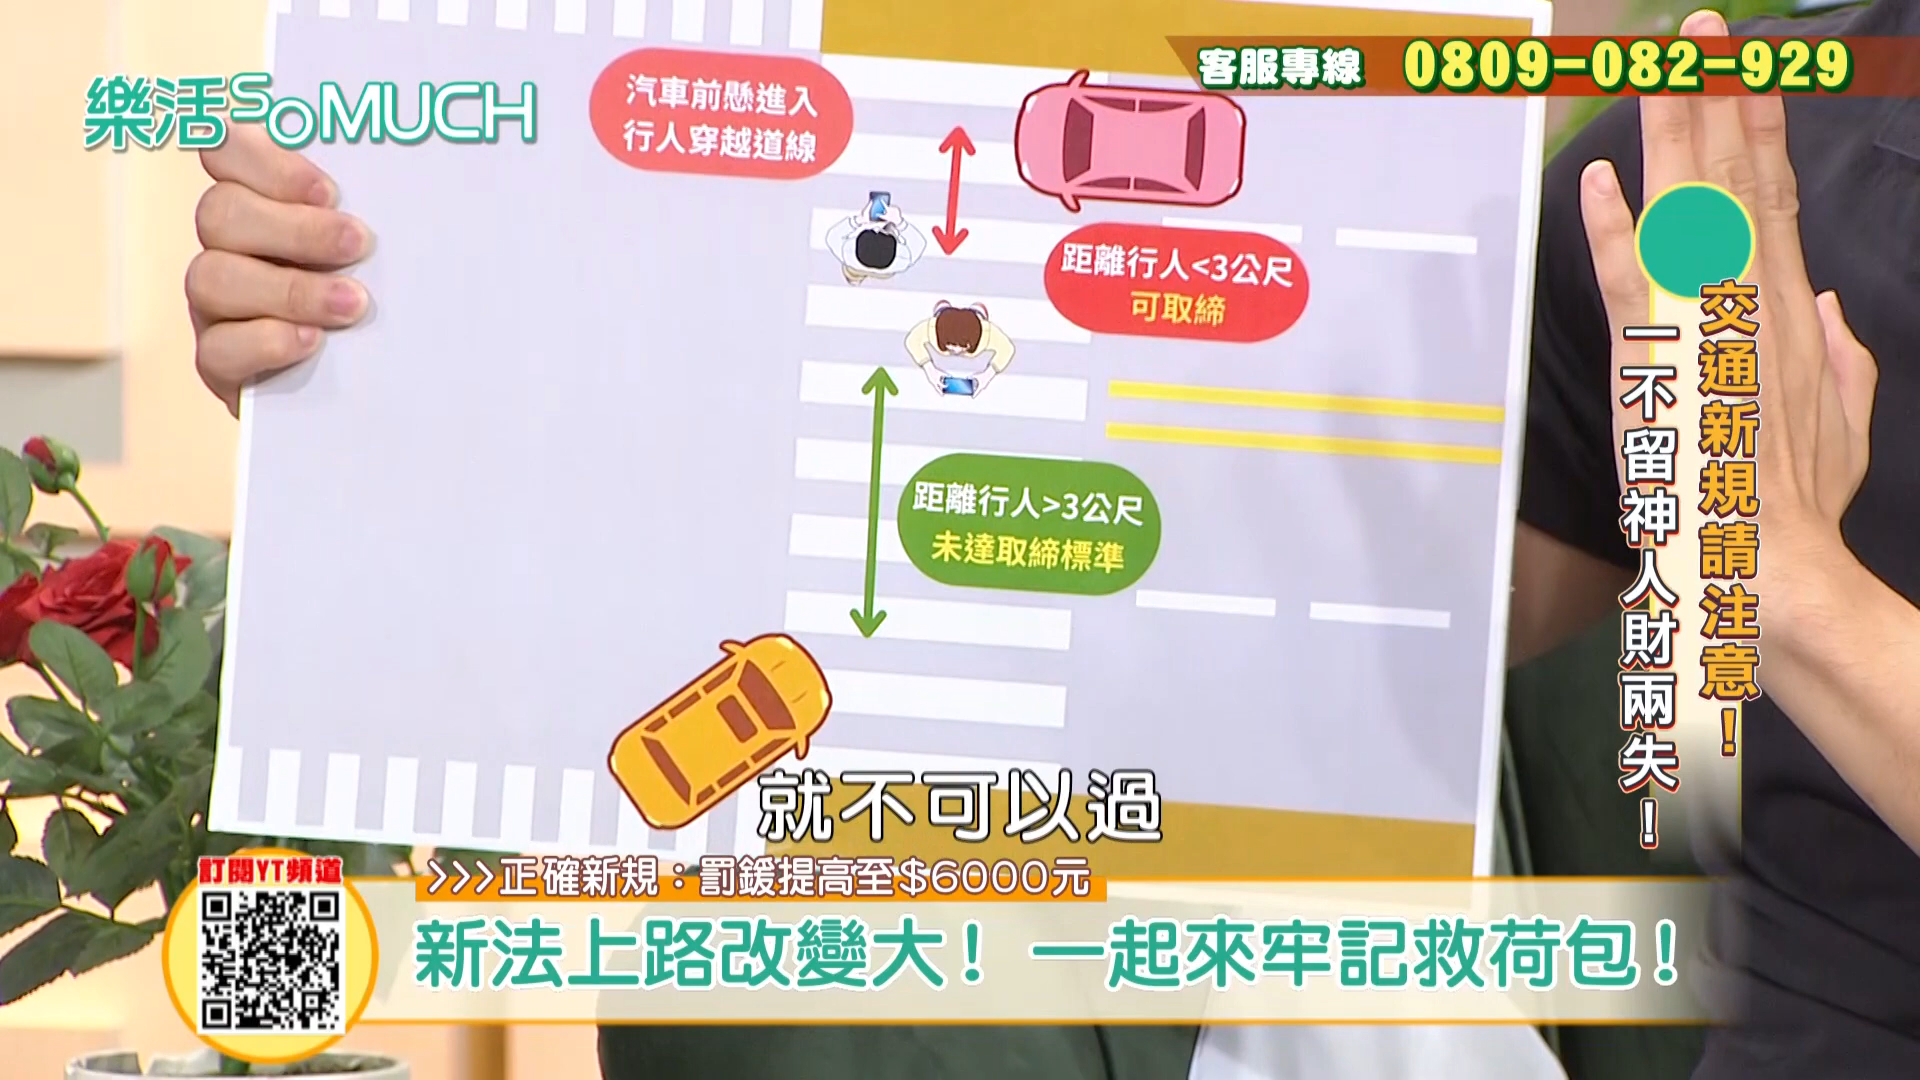 樂活SO MUCH
客服專線 0809-082-929
汽車前懸進入
行人穿越道線
距離行人<3公尺
可取締
距離行人>3公尺
未達取締標準
交通新規請注意！
一不留神人財兩失！
就不可以過
訂閱YT頻道
>>>正確新規：罰鍰提高至$6000元
新法上路改變大！一起來牢記救荷包！